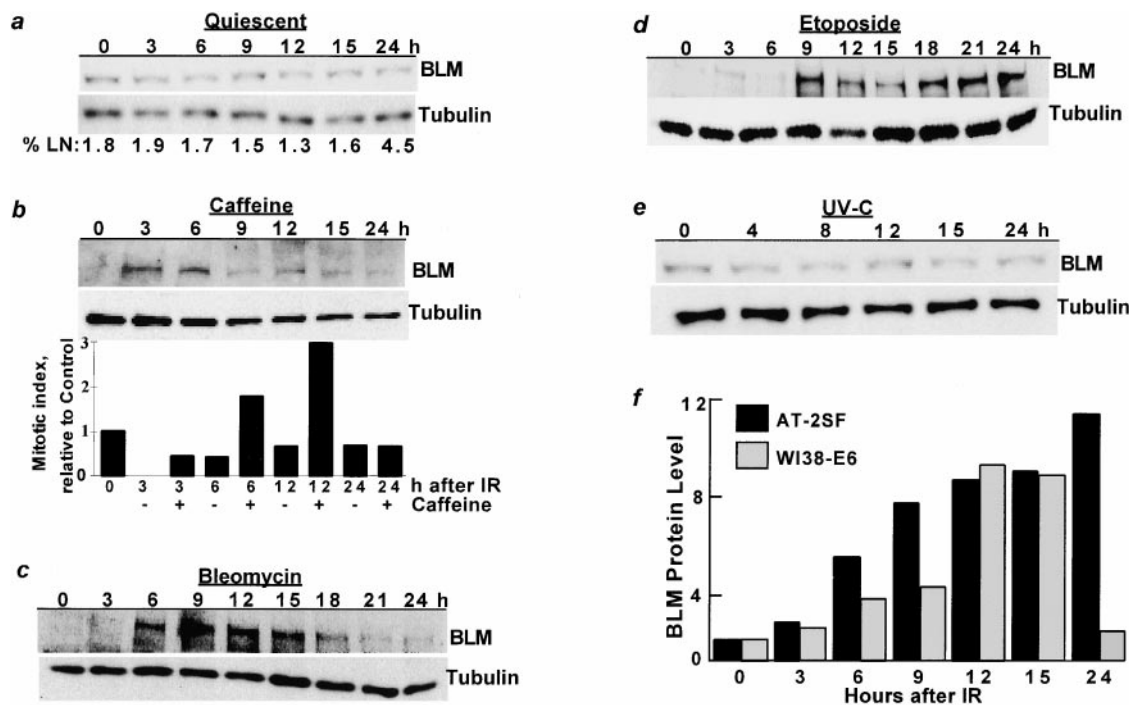 a
Quiescent
0 3 6 9 12 15 24 h
BLM
Tubulin
% LN: 1.8 1.9 1.7 1.5 1.3 1.6 4.5
b
Caffeine
0 3 6 9 12 15 24 h
BLM
Tubulin
Mitotic index,
relative to Control
3
2
1
0
0 3 3 6 6 12 12 24 24 h after IR
- + - + - + - + Caffeine
c
Bleomycin
0 3 6 9 12 15 18 21 24 h
BLM
Tubulin
d
Etoposide
0 3 6 9 12 15 18 21 24 h
BLM
Tubulin
e
UV-C
0 4 8 12 15 24 h
BLM
Tubulin
f
BLM Protein Level
12
8
4
0
AT-2SF
WI38-E6
0 3 6 9 12 15 24
Hours after IR